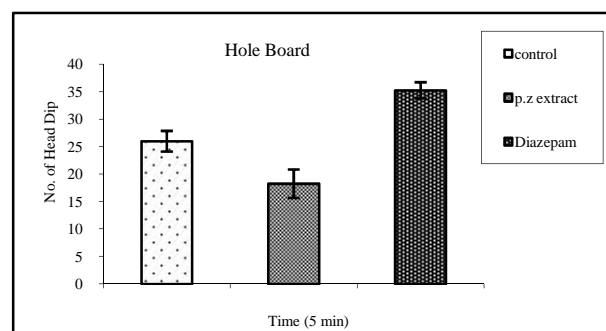 Hole Board
No. of Head Dip
40
35
30
25
20
15
10
5
0
Time (5 min)
control
p.z extract
Diazepam